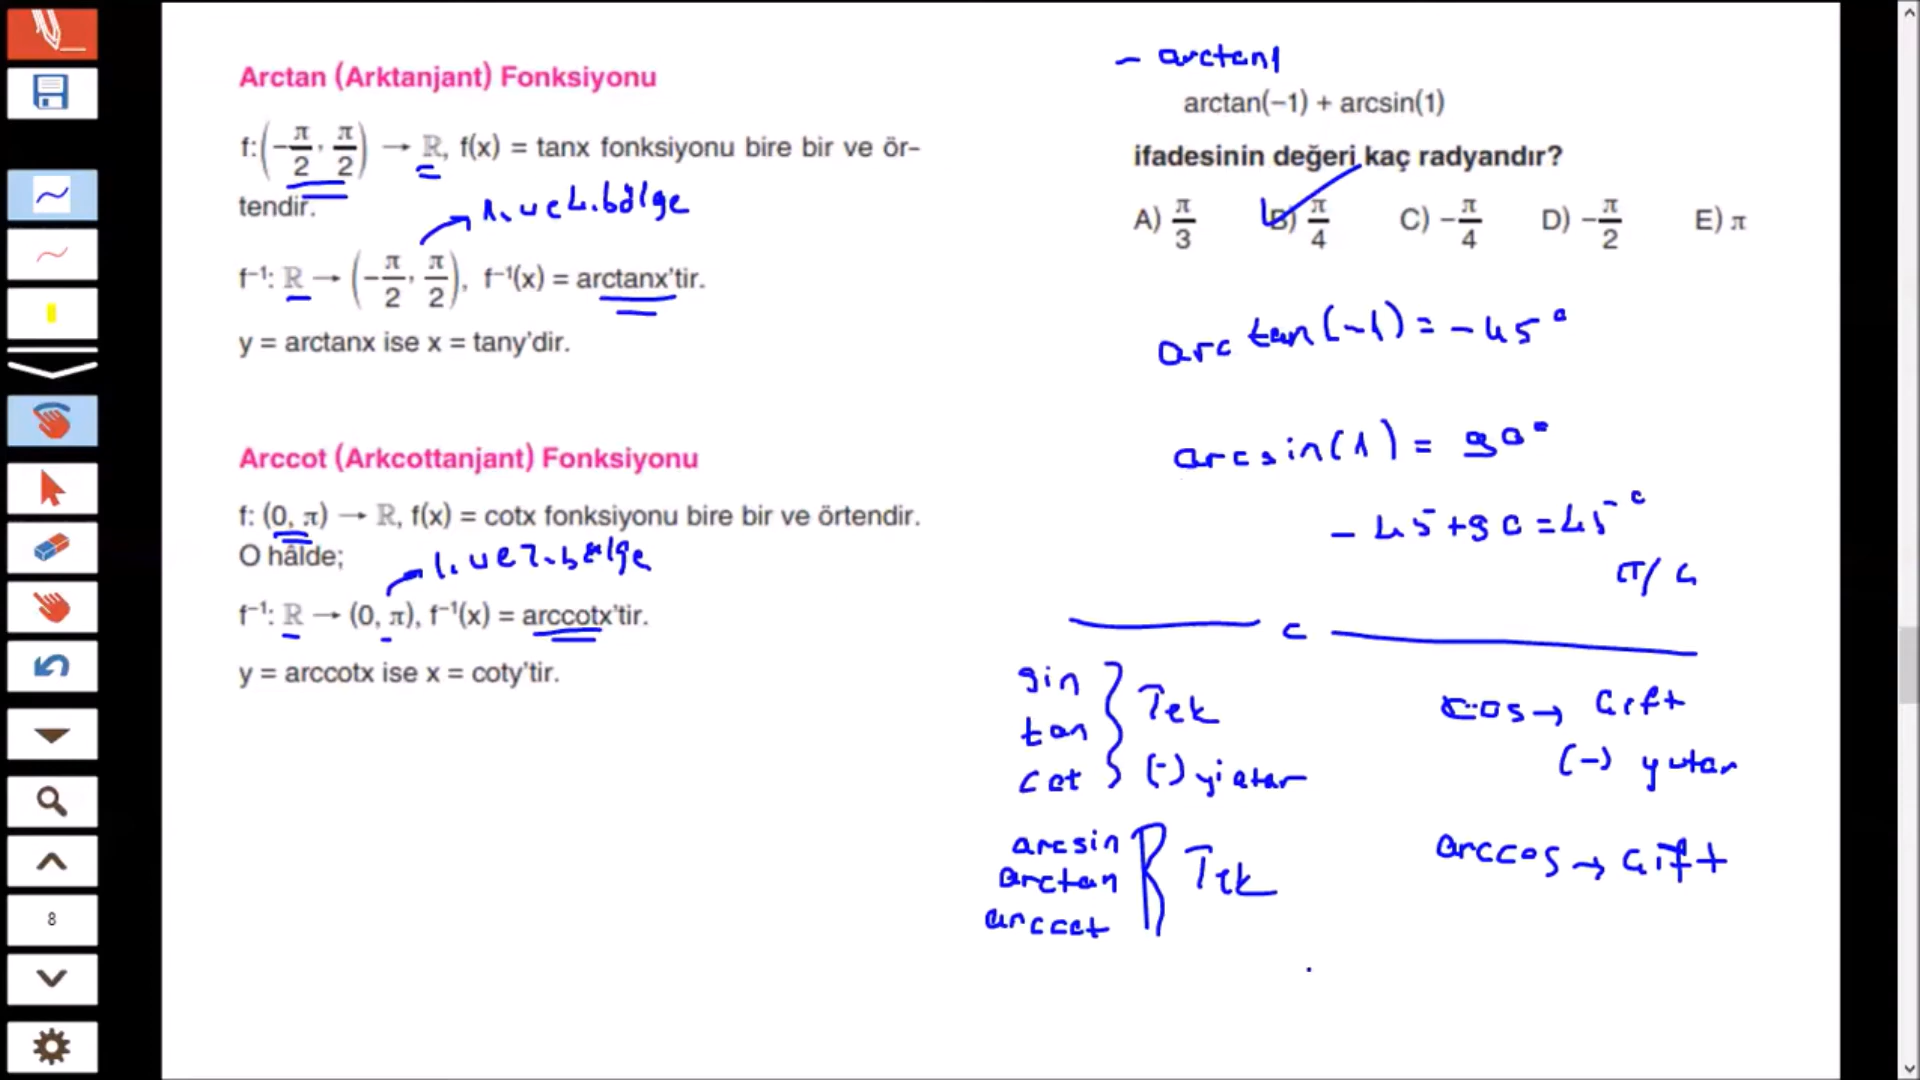 Arctan (Arktanjant) Fonksiyonu
f: (-π/2, π/2) → ℝ, f(x) = tanx fonksiyonu bire bir ve ör-
tendir.
1. ve 4. bölge
f⁻¹: ℝ → (-π/2, π/2), f⁻¹(x) = arctanx'tir.
y = arctanx ise x = tany'dir.
Arccot (Arkcottanjant) Fonksiyonu
f: (0, π) → ℝ, f(x) = cotx fonksiyonu bire bir ve örtendir.
O hâlde;
1. ve 2. bölge
f⁻¹: ℝ → (0, π), f⁻¹(x) = arccotx'tir.
y = arccotx ise x = coty'tir.
- arctan1
arctan(-1) + arcsin(1)
ifadesinin değeri kaç radyandır?
A) π/3 B) π/4 C) -π/4 D) -π/2 E) π
arctan(-1) = -45°
arcsin(1) = 90°
-45+90=45°
π/4
sin
tan
cot
Tek
(-)
cos → Çift
(-) yutar
arcsin
arctan
arccot
Tek
arccos → Çift
8